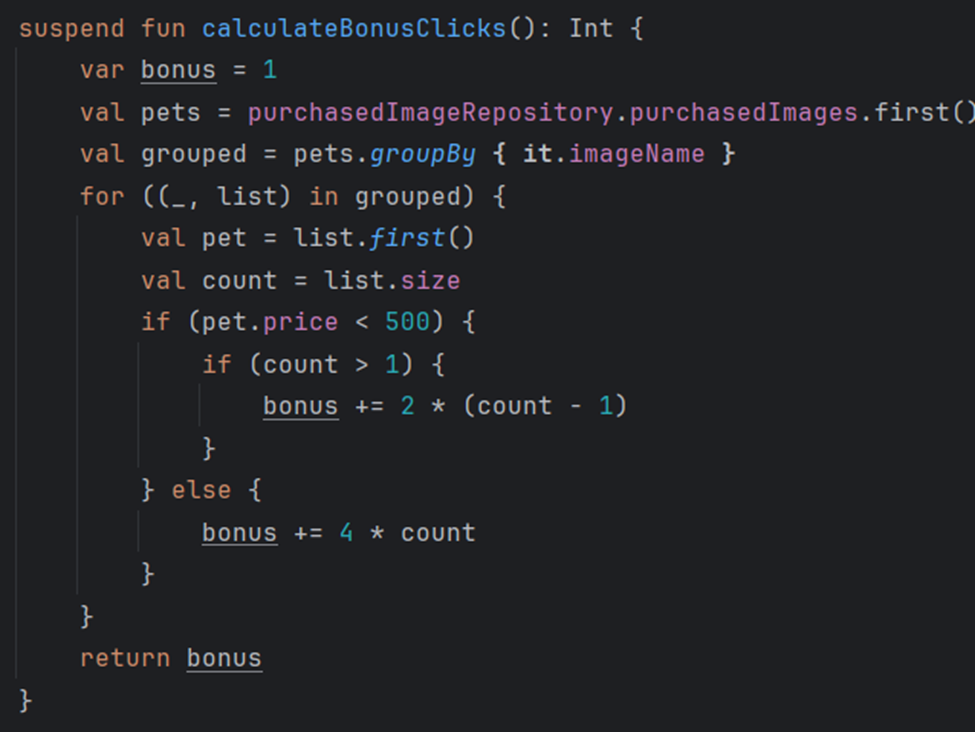 suspend fun calculateBonusClicks(): Int {
    var bonus = 1
    val pets = purchasedImageRepository.purchasedImages.first()
    val grouped = pets.groupBy { it.imageName }
    for ((_, list) in grouped) {
        val pet = list.first()
        val count = list.size
        if (pet.price < 500) {
            if (count > 1) {
                bonus += 2 * (count - 1)
            }
        } else {
            bonus += 4 * count
        }
    }
    return bonus
}